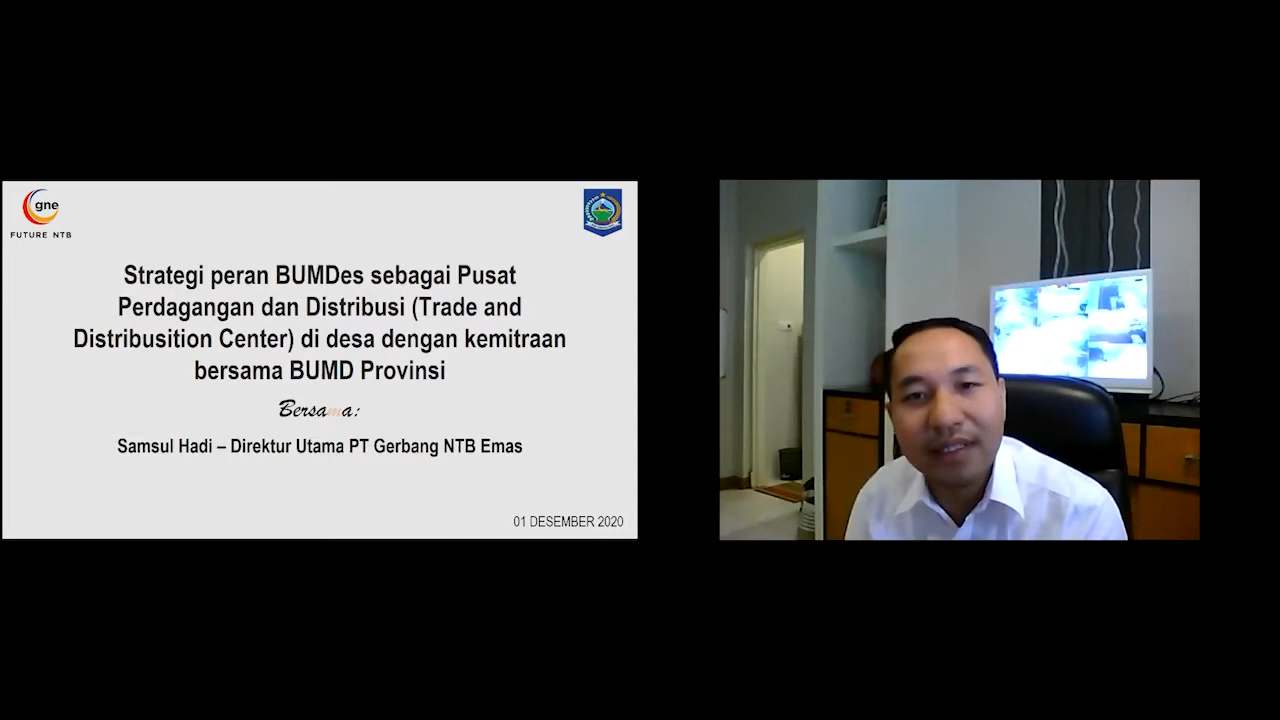 gne
FUTURE NTB
Strategi peran BUMDes sebagai Pusat
Perdagangan dan Distribusi (Trade and
Distribusition Center) di desa dengan kemitraan
bersama BUMD Provinsi
Bersama:
Samsul Hadi – Direktur Utama PT Gerbang NTB Emas
01 DESEMBER 2020